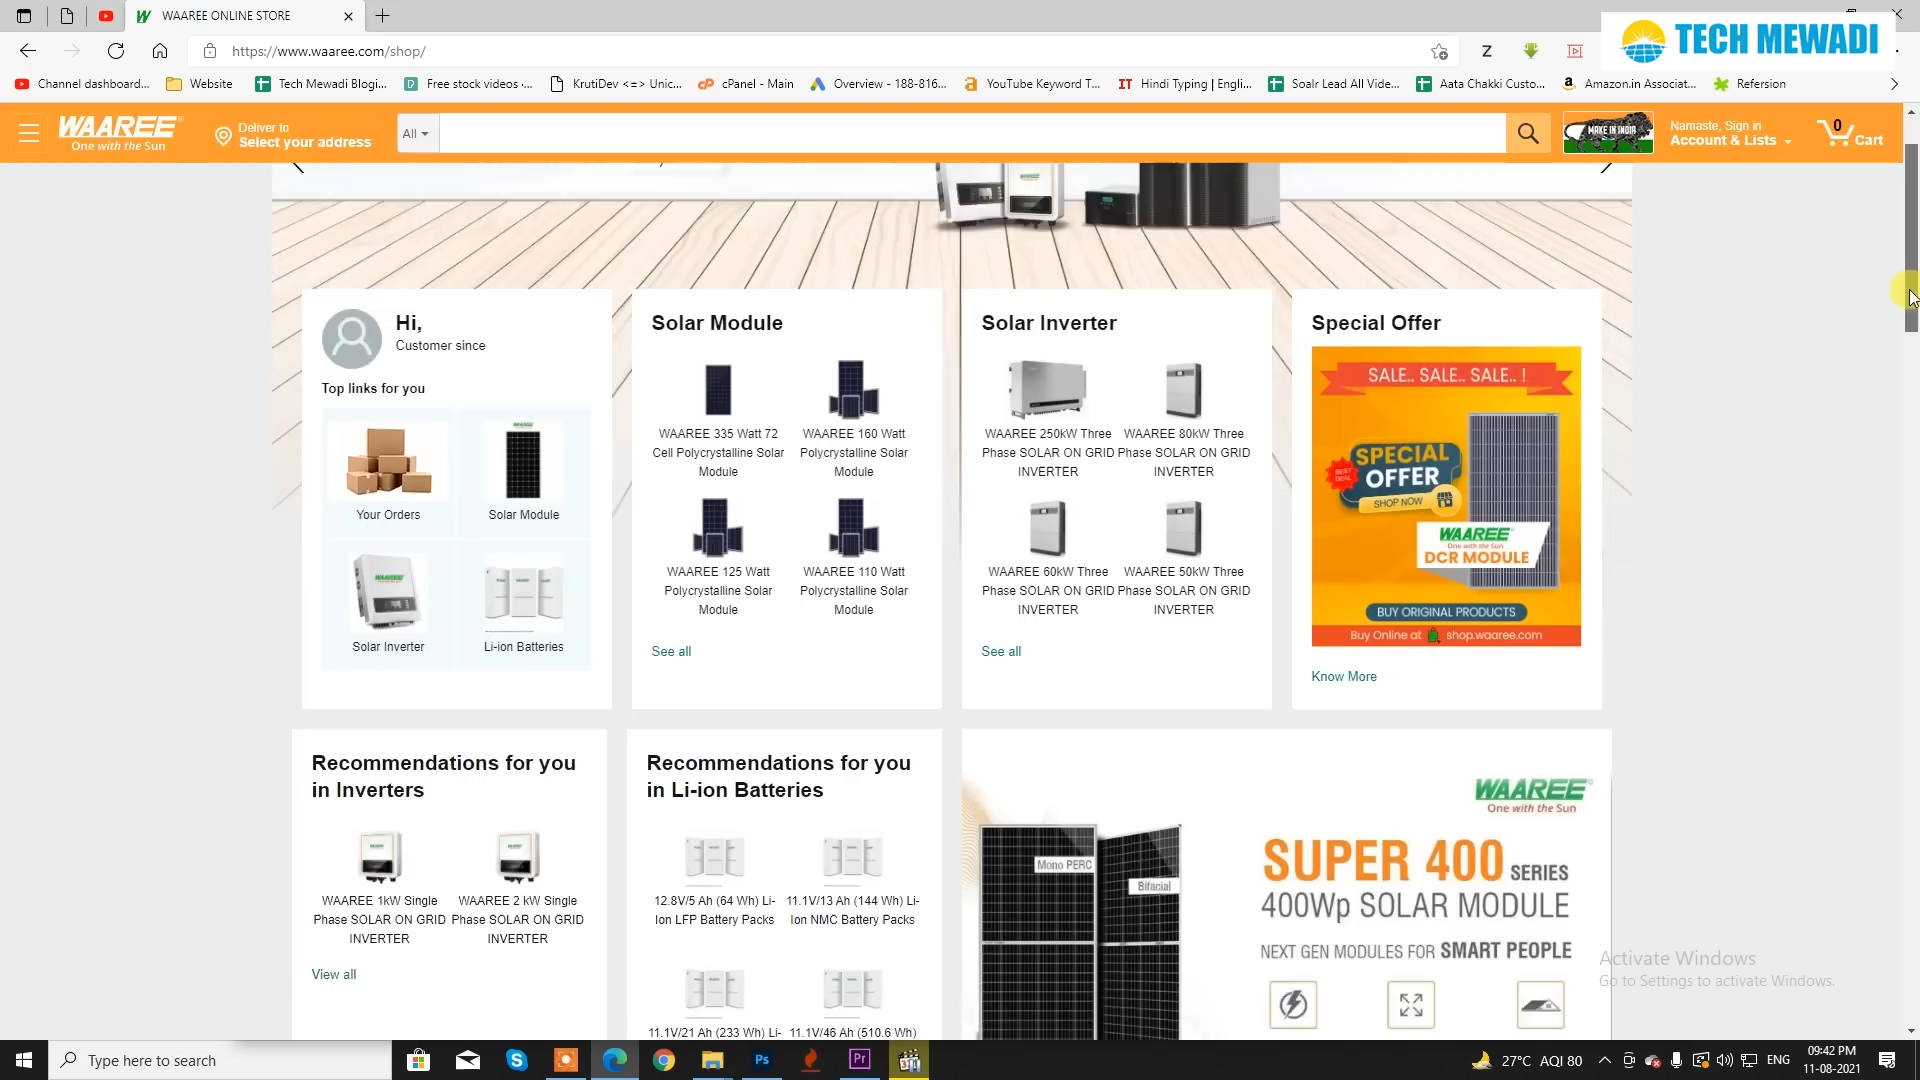 WAAREE ONLINE STORE
https://www.waaree.com/shop/
TECH MEWADI
Channel dashboard...
Website
Tech Mewadi Blogi...
Free stock videos -...
KrutiDev <=> Unic...
cPanel - Main
Overview - 188-816...
YouTube Keyword T...
Hindi Typing | Engli...
Soalr Lead All Vide...
Aata Chakki Custo...
Amazon.in Associat...
Refersion
WAAREE
One with the Sun
Deliver to
Select your address
All
MAKE IN INDIA
Namaste, Sign in
Account & Lists
0
Cart
Hi,
Customer since
Top links for you
WAAREE
Your Orders
Solar Module
WAAREE
Solar Inverter
Li-ion Batteries
Solar Module
WAAREE 335 Watt 72
Cell Polycrystalline Solar
Module
WAAREE 160 Watt
Polycrystalline Solar
Module
WAAREE 125 Watt
Polycrystalline Solar
Module
WAAREE 110 Watt
Polycrystalline Solar
Module
See all
Solar Inverter
WAAREE 250kW Three
Phase SOLAR ON GRID
INVERTER
WAAREE 80kW Three
Phase SOLAR ON GRID
INVERTER
WAAREE 60kW Three
Phase SOLAR ON GRID
INVERTER
WAAREE 50kW Three
Phase SOLAR ON GRID
INVERTER
See all
Special Offer
SALE.. SALE.. SALE.. !
BEST
DEAL
SPECIAL
OFFER
SHOP NOW
WAAREE
One with the Sun
DCR MODULE
BUY ORIGINAL PRODUCTS
Buy Online at shop.waaree.com
Know More
Recommendations for you
in Inverters
WAAREE 1kW Single
Phase SOLAR ON GRID
INVERTER
WAAREE 2 kW Single
Phase SOLAR ON GRID
INVERTER
View all
Recommendations for you
in Li-ion Batteries
12.8V/5 Ah (64 Wh) Li-
Ion LFP Battery Packs
11.1V/13 Ah (144 Wh) Li-
Ion NMC Battery Packs
11.1V/21 Ah (233 Wh) Li-
11.1V/46 Ah (510.6 Wh)
WAAREE
One with the Sun
Mono PERC
Bifacial
SUPER 400 SERIES
400Wp SOLAR MODULE
NEXT GEN MODULES FOR SMART PEOPLE
Activate Windows
Go to Settings to activate Windows.
Type here to search
27°C AQI 80
ENG
09:42 PM
11-08-2021